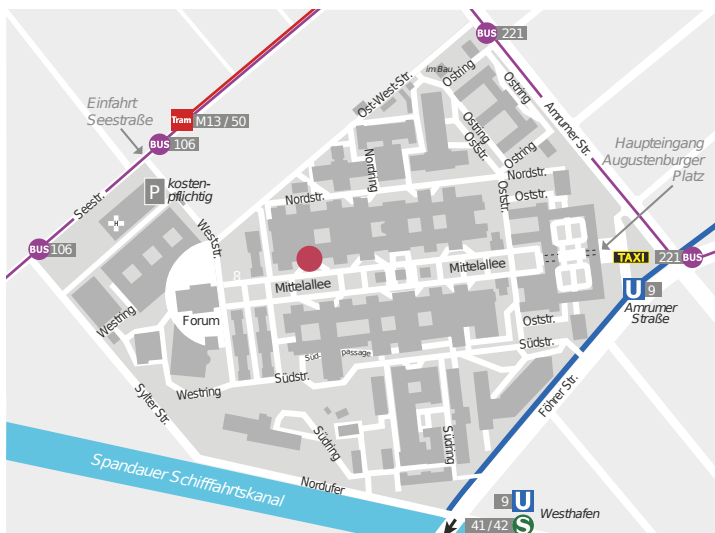 BUS 221
im Bau
Ostring
Ostring
Ost-West-Str.
Amrumer Str.
Einfahrt
Seestraße
Tram M13 / 50
BUS 106
Ostring
Oststr.
Ostring
Haupteingang
Augustenburger
Platz
Nordring
Nordstr.
P kosten-
pflichtig
Nordstr.
Oststr.
Oststr.
Seestr.
H
Weststr.
BUS 106
TAXI 221 BUS
Mittelallee
8
Mittelallee
U 9
Amrumer
Straße
Westring
Forum
Oststr.
Südstr.
Süd- passage
Südstr.
Westring
Sylter Str.
Föhrer Str.
Südring
Südring
Spandauer Schifffahrtskanal
Nordufer
9 U
Westhafen
41 / 42 S